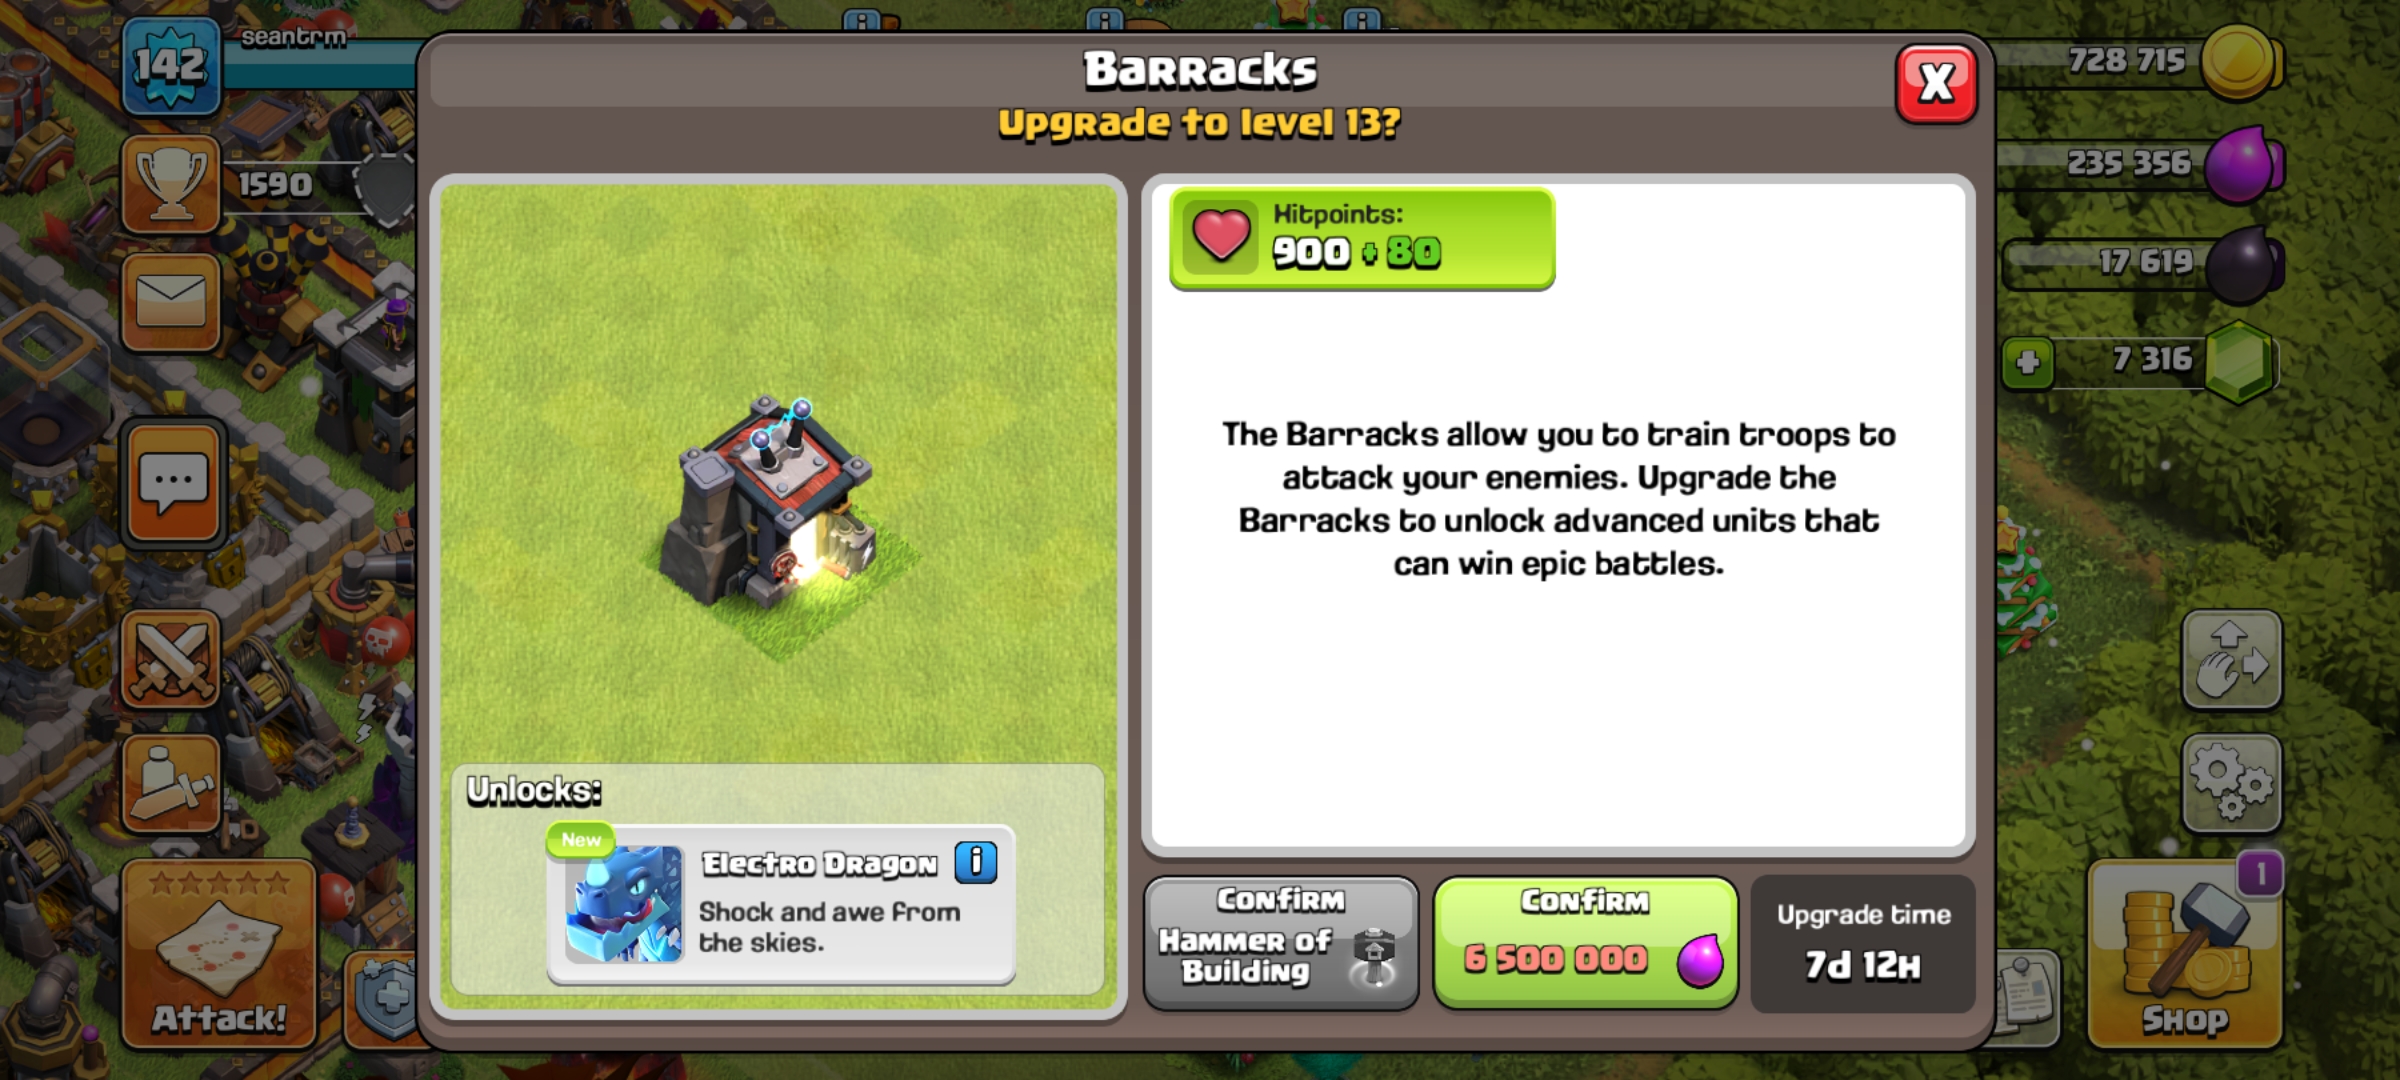 142
seantrm
1590
Barracks
Upgrade to level 13?
X
728 715
235 356
17 619
7 316
Hitpoints:
900 + 80
The Barracks allow you to train troops to
attack your enemies. Upgrade the
Barracks to unlock advanced units that
can win epic battles.
Unlocks:
New
Electro Dragon
i
Shock and awe from
the skies.
Confirm
Hammer of
Building
Confirm
6 500 000
Upgrade time
7d 12H
Attack!
1
Shop